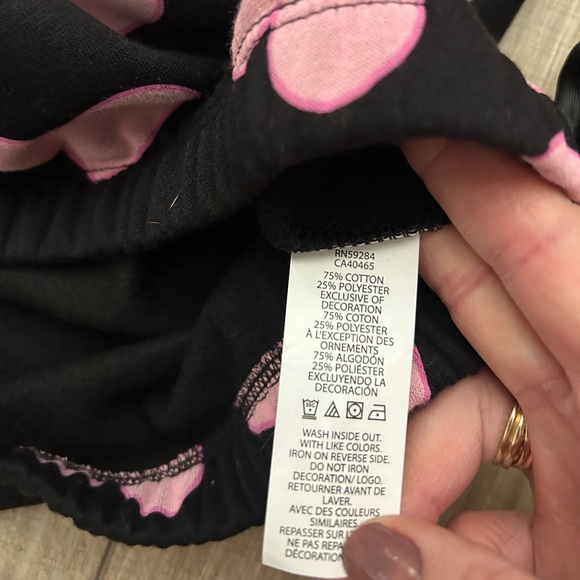 RN59284
CA40465
75% COTTON
25% POLYESTER
EXCLUSIVE OF
DECORATION
75% COTON
25% POLYESTER
À L'EXCEPTION DES
ORNEMENTS
75% ALGODÓN
25% POLIÉSTER
EXCLUYENDO LA
DECORACIÓN
WASH INSIDE OUT.
WITH LIKE COLORS.
IRON ON REVERSE SIDE.
DO NOT IRON
DECORATION/ LOGO.
RETOURNER AVANT DE
LAVER.
AVEC DES COULEURS
SIMILAIRES
REPASSER SUR
NE PAS